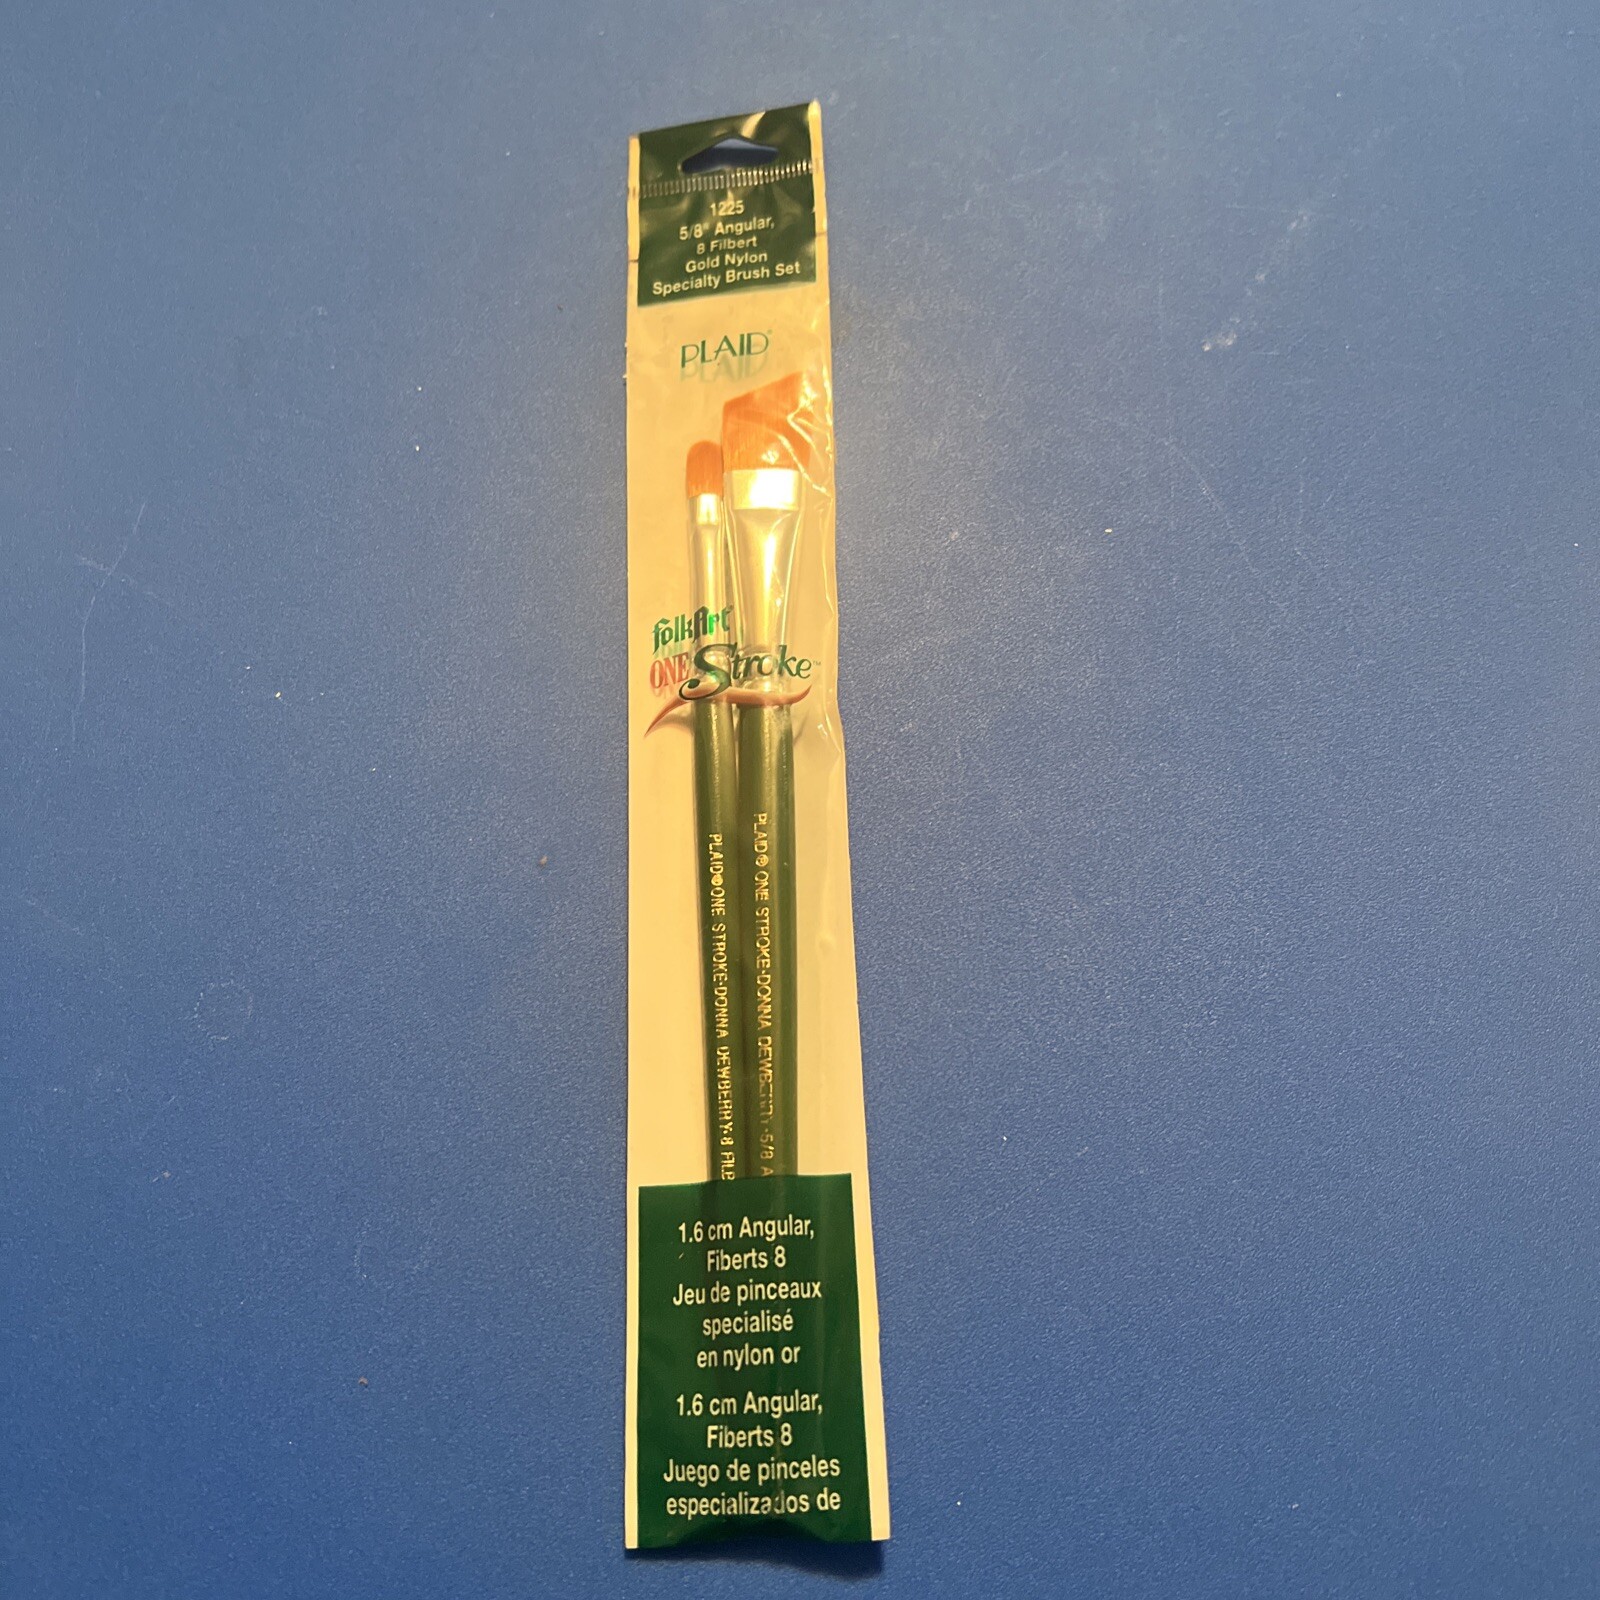 1225
5/8" Angular,
8 Filbert
Gold Nylon
Specialty Brush Set
PLAID®
folkArt
ONE Stroke™
PLAID® ONE STROKE·DONNA DEWBERRY·8 FILB
PLAID® ONE STROKE·DONNA DEWBERRY·5/8 A
1.6 cm Angular,
Fiberts 8
Jeu de pinceaux
specialisé
en nylon or
1.6 cm Angular,
Fiberts 8
Juego de pinceles
especializados de